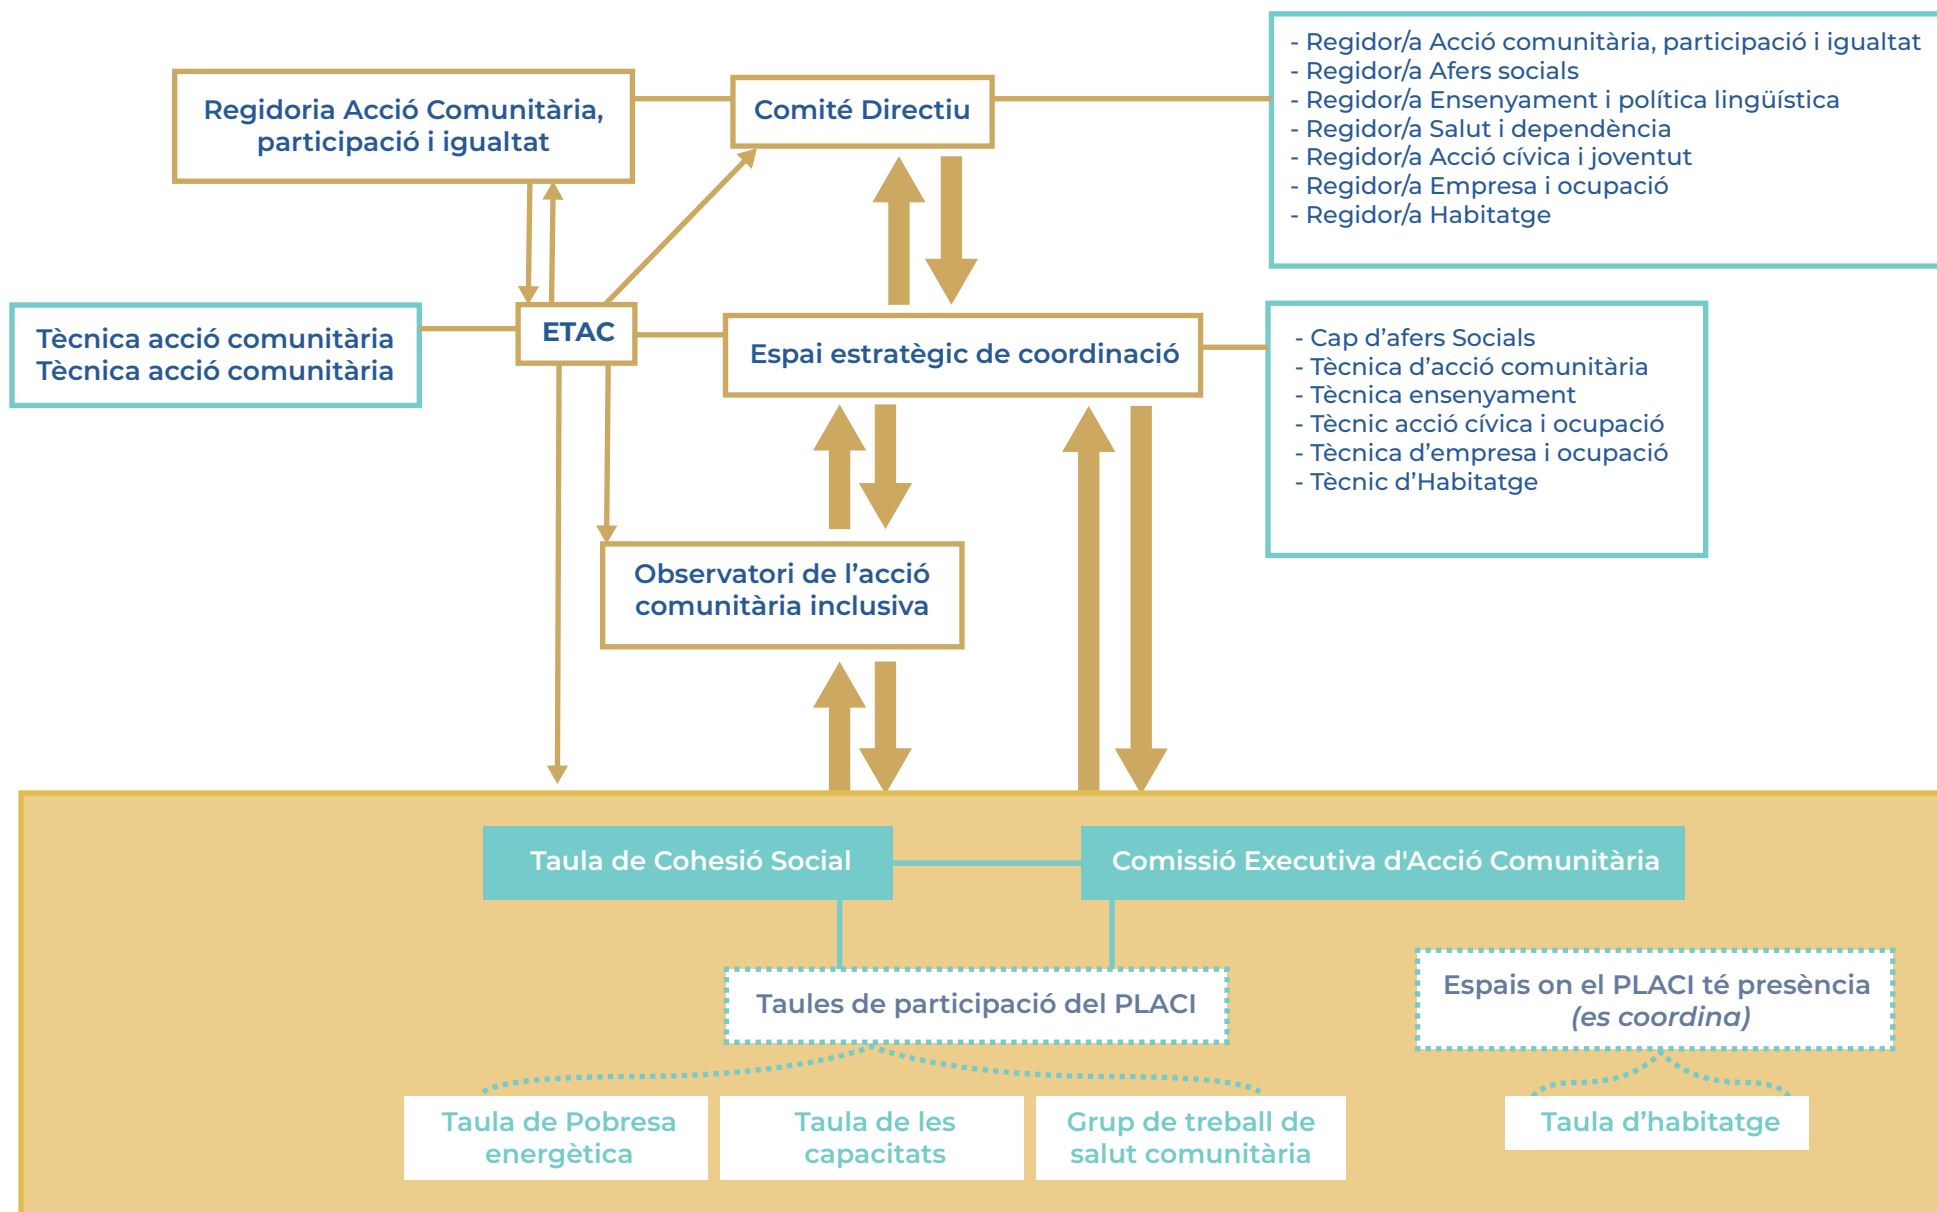 Regidoria Acció Comunitària,
participació i igualtat
Comité Directiu
- Regidor/a Acció comunitària, participació i igualtat
- Regidor/a Afers socials
- Regidor/a Ensenyament i política lingüística
- Regidor/a Salut i dependència
- Regidor/a Acció cívica i joventut
- Regidor/a Empresa i ocupació
- Regidor/a Habitatge
Tècnica acció comunitària
Tècnica acció comunitària
ETAC
Espai estratègic de coordinació
- Cap d’afers Socials
- Tècnica d’acció comunitària
- Tècnica ensenyament
- Tècnic acció cívica i ocupació
- Tècnica d’empresa i ocupació
- Tècnic d’Habitatge
Observatori de l’acció
comunitària inclusiva
Taula de Cohesió Social
Comissió Executiva d'Acció Comunitària
Taules de participació del PLACI
Espais on el PLACI té presència
(es coordina)
Taula de Pobresa
energètica
Taula de les
capacitats
Grup de treball de
salut comunitària
Taula d’habitatge